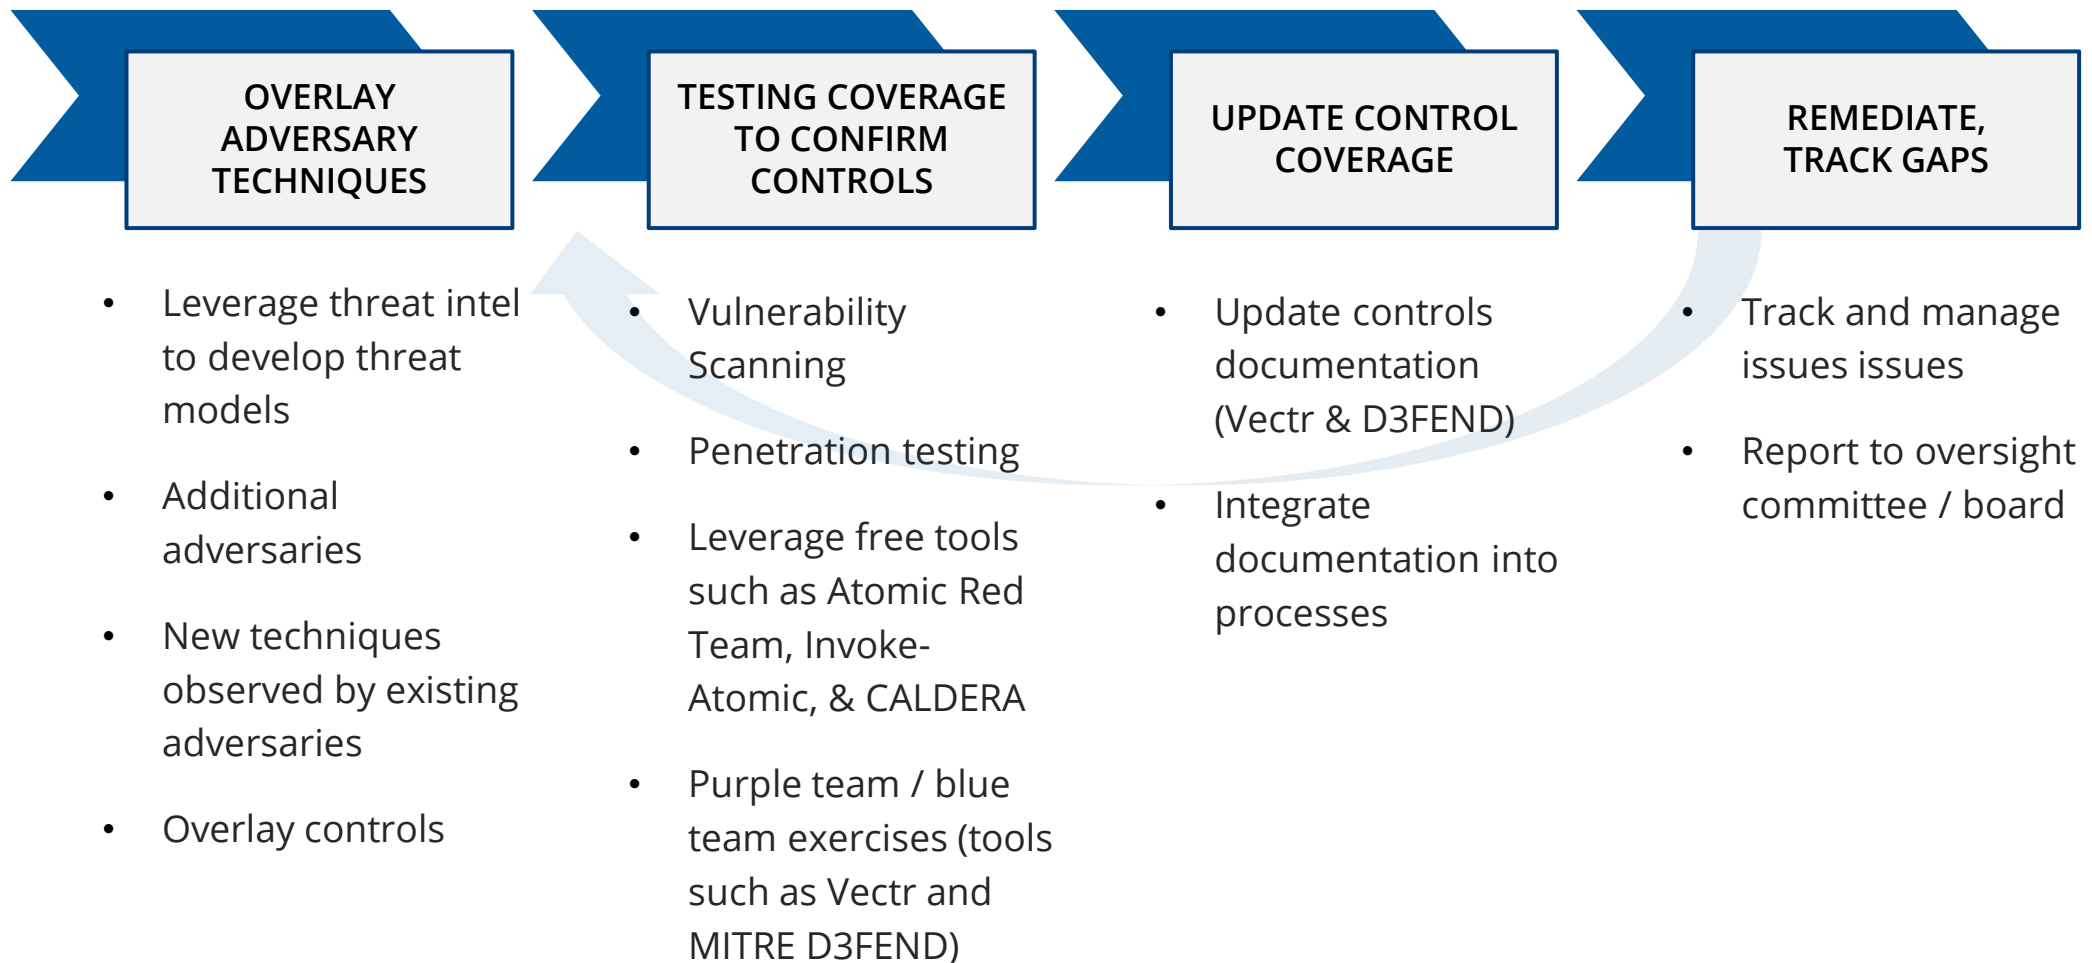 OVERLAY
ADVERSARY
TECHNIQUES
• Leverage threat intel
to develop threat
models
• Additional
adversaries
• New techniques
observed by existing
adversaries
• Overlay controls
TESTING COVERAGE
TO CONFIRM
CONTROLS
• Vulnerability
Scanning
• Penetration testing
• Leverage free tools
such as Atomic Red
Team, Invoke-
Atomic, & CALDERA
• Purple team / blue
team exercises (tools
such as Vectr and
MITRE D3FEND)
UPDATE CONTROL
COVERAGE
• Update controls
documentation
(Vectr & D3FEND)
• Integrate
documentation into
processes
REMEDIATE,
TRACK GAPS
• Track and manage
issues issues
• Report to oversight
committee / board